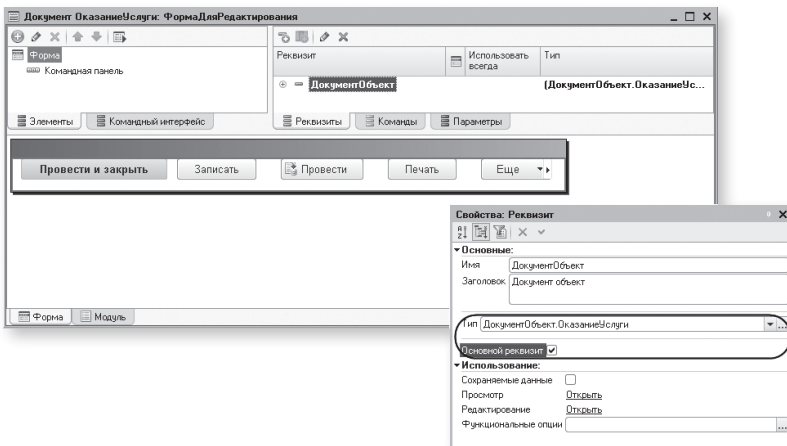 Документ ОказаниеУслуги: ФормаДляРедактирования
Форма
Командная панель
Элементы Командный интерфейс
Реквизит Использовать всегда Тип
ДокументОбъект (ДокументОбъект.ОказаниеУс...
Реквизиты Команды Параметры
Провести и закрыть Записать Провести Печать Еще
Форма Модуль
Свойства: Реквизит
Основные:
Имя ДокументОбъект
Заголовок Документ объект
Тип ДокументОбъект.ОказаниеУслуги ...
Основной реквизит
Использование:
Сохраняемые данные
Просмотр Открыть
Редактирование Открыть
Функциональные опции ...